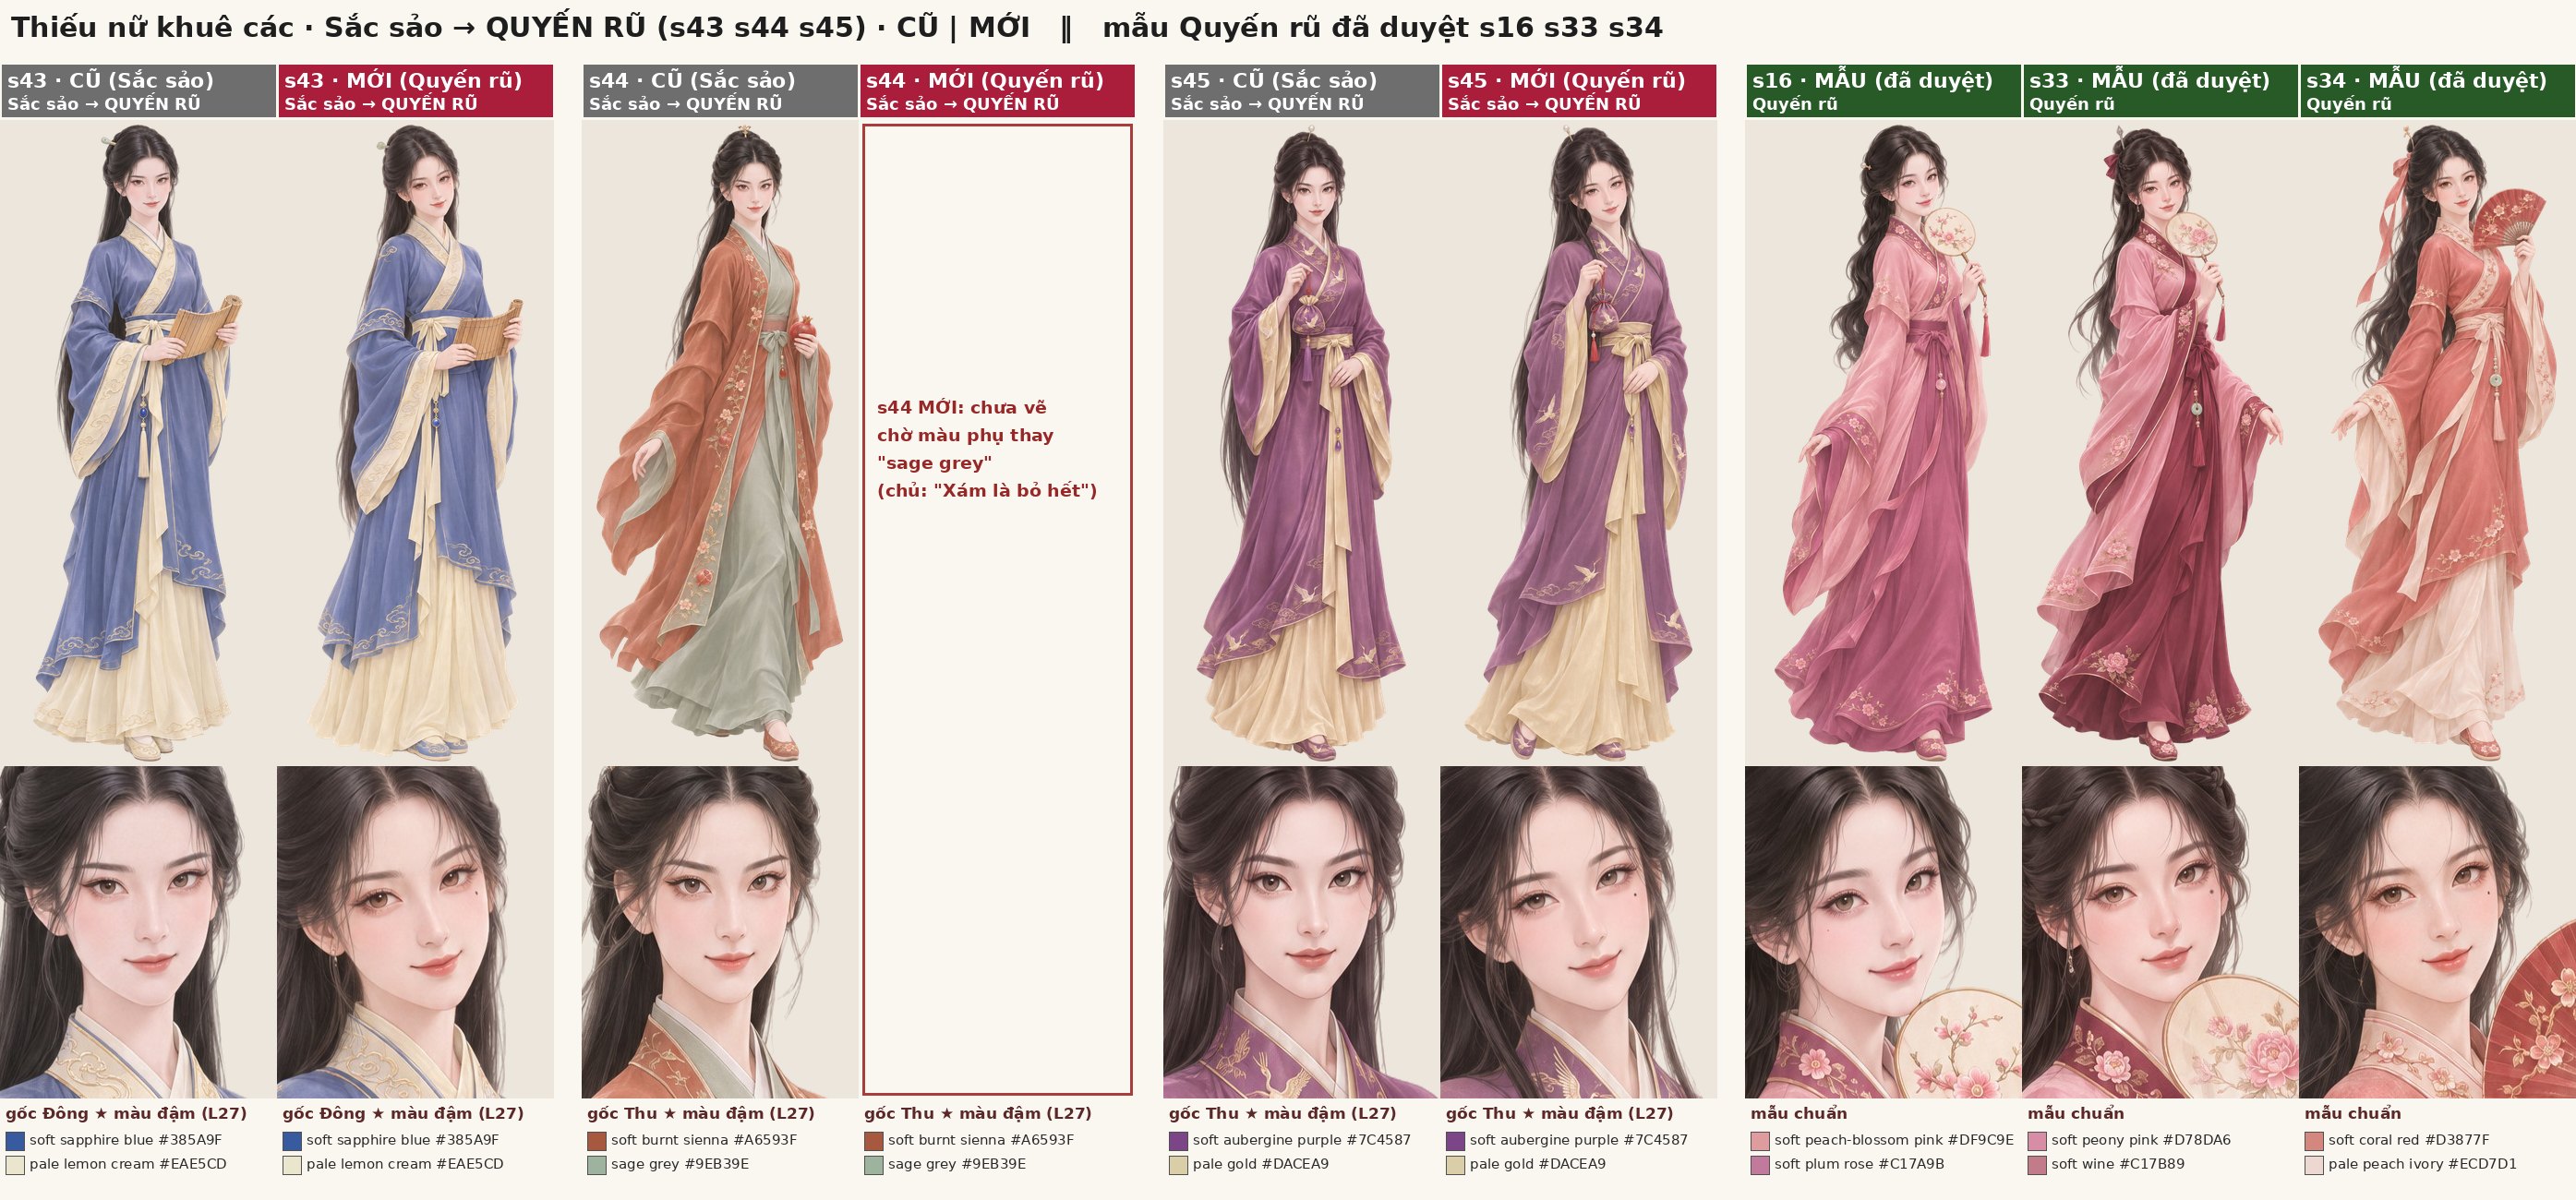 Thiếu nữ khuê các · Sắc sảo → QUYẾN RŨ (s43 s44 s45) · CŨ | MỚI ‖ mẫu Quyến rũ đã duyệt s16 s33 s34
s43 · CŨ (Sắc sảo)
Sắc sảo → QUYẾN RŨ
s43 · MỚI (Quyến rũ)
Sắc sảo → QUYẾN RŨ
s44 · CŨ (Sắc sảo)
Sắc sảo → QUYẾN RŨ
s44 · MỚI (Quyến rũ)
Sắc sảo → QUYẾN RŨ
s45 · CŨ (Sắc sảo)
Sắc sảo → QUYẾN RŨ
s45 · MỚI (Quyến rũ)
Sắc sảo → QUYẾN RŨ
s16 · MẪU (đã duyệt)
Quyến rũ
s33 · MẪU (đã duyệt)
Quyến rũ
s34 · MẪU (đã duyệt)
Quyến rũ
s44 MỚI: chưa vẽ
chờ màu phụ thay
"sage grey"
(chủ: "Xám là bỏ hết")
gốc Đông ★ màu đậm (L27)
soft sapphire blue #385A9F
pale lemon cream #EAE5CD
gốc Đông ★ màu đậm (L27)
soft sapphire blue #385A9F
pale lemon cream #EAE5CD
gốc Thu ★ màu đậm (L27)
soft burnt sienna #A6593F
sage grey #9EB39E
gốc Thu ★ màu đậm (L27)
soft burnt sienna #A6593F
sage grey #9EB39E
gốc Thu ★ màu đậm (L27)
soft aubergine purple #7C4587
pale gold #DACEA9
gốc Thu ★ màu đậm (L27)
soft aubergine purple #7C4587
pale gold #DACEA9
mẫu chuẩn
soft peach-blossom pink #DF9C9E
soft plum rose #C17A9B
mẫu chuẩn
soft peony pink #D78DA6
soft wine #C17B89
mẫu chuẩn
soft coral red #D3877F
pale peach ivory #ECD7D1